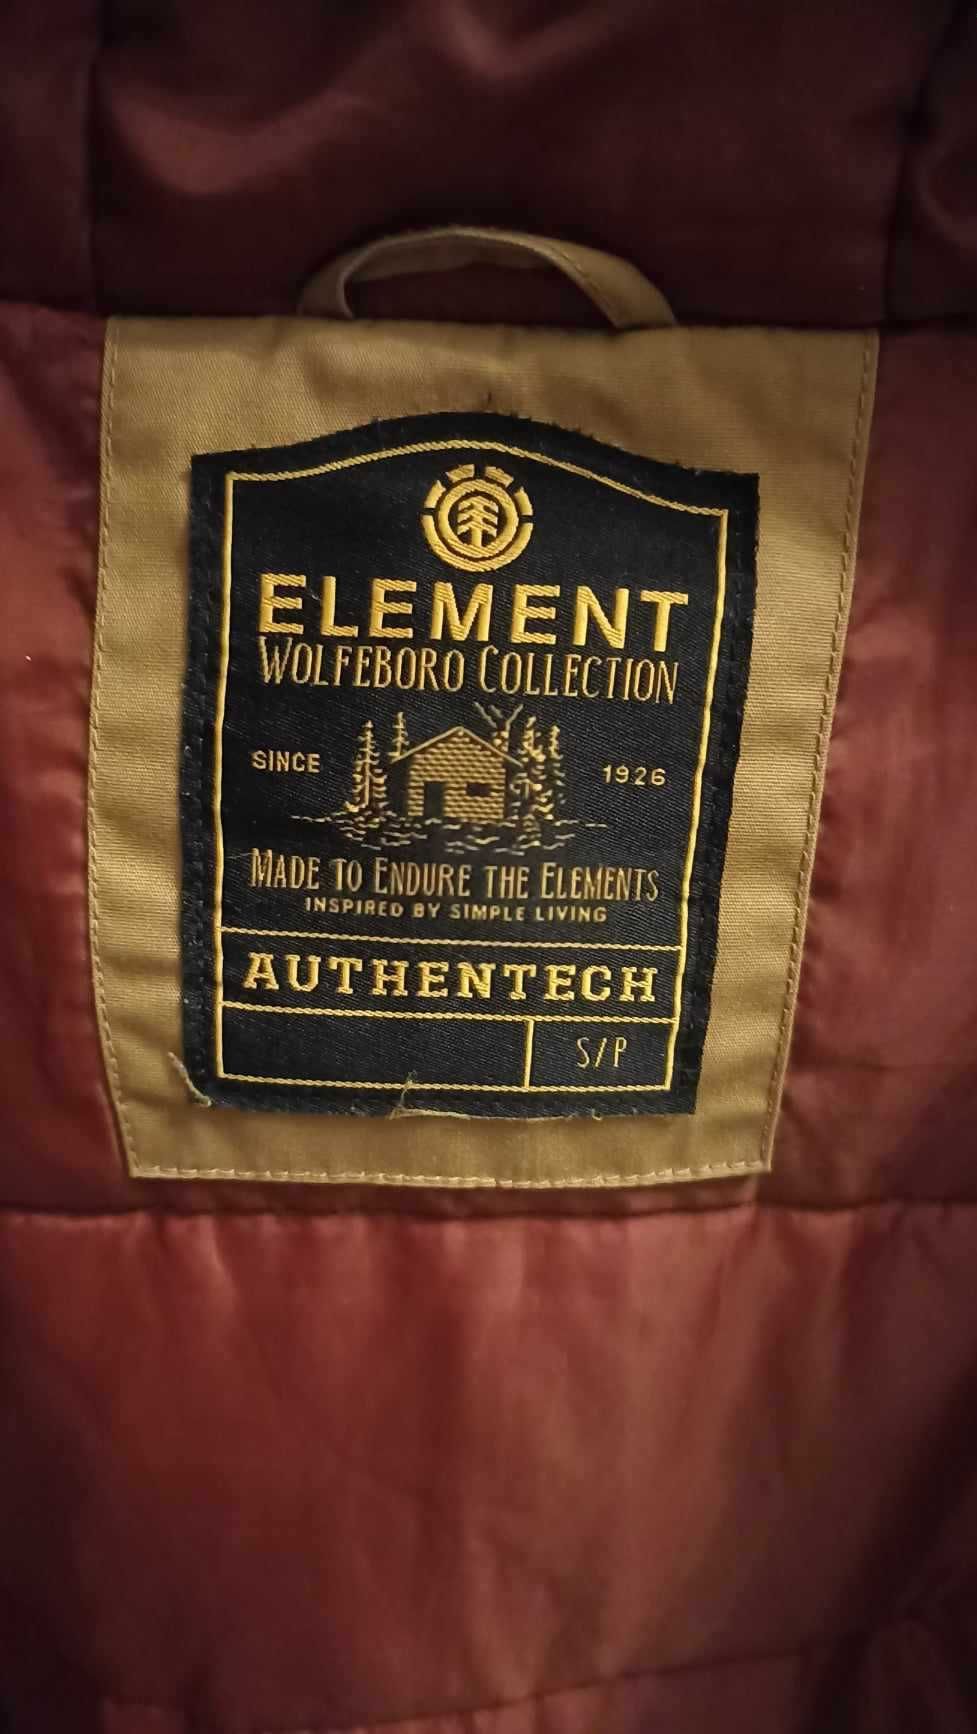 ELEMENT
WOLFEBORO COLLECTION
SINCE 1926
MADE TO ENDURE THE ELEMENTS
INSPIRED BY SIMPLE LIVING
AUTHENTECH
S/P